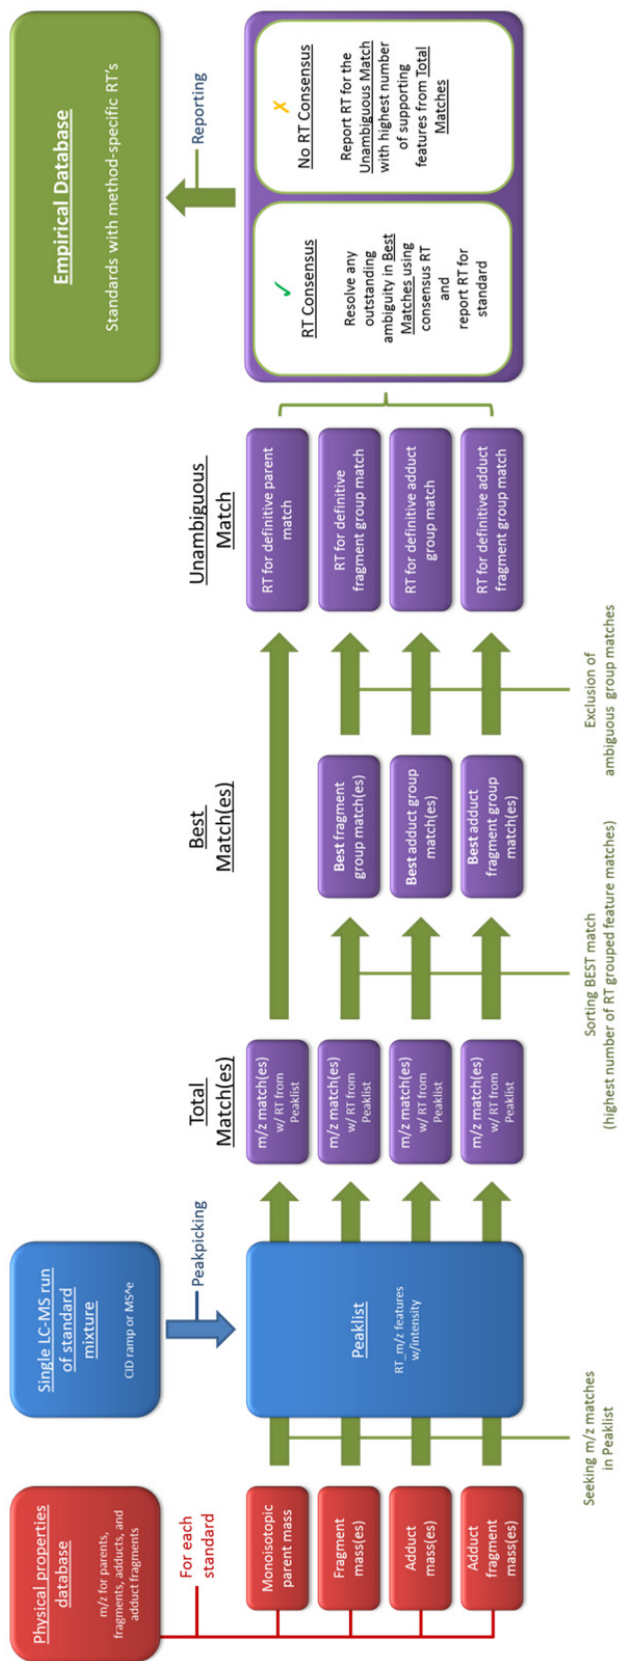 Physical properties
database
m/z for parents,
fragments, adducts, and
adduct fragments
For each
standard
Monoisotopic
parent mass
Fragment
mass(es)
Adduct
mass(es)
Adduct
fragment
mass(es)
Seeking m/z matches
in Peaklist
Single LC-MS run
of standard
mixture
CID ramp or MS^e
Peakpicking
Peaklist
RT_m/z features
w/intensity
Total
Match(es)
m/z match(es)
w/ RT from
Peaklist
m/z match(es)
w/ RT from
Peaklist
m/z match(es)
w/ RT from
Peaklist
m/z match(es)
w/ RT from
Peaklist
Sorting BEST match
(highest number of RT grouped feature matches)
Best
Match(es)
Best fragment
group match(es)
Best adduct group
match(es)
Best adduct
fragment group
match(es)
Exclusion of
ambiguous group matches
Unambiguous
Match
RT for definitive parent
match
RT for definitive
fragment group match
RT for definitive adduct
group match
RT for definitive adduct
fragment group match
Empirical Database
Standards with method-specific RT's
Reporting
✓
RT Consensus
Resolve any
outstanding
ambiguity in Best
Matches using
consensus RT
and
report RT for
standard
✗
No RT Consensus
Report RT for the
Unambiguous Match
with highest number
of supporting
features from Total
Matches